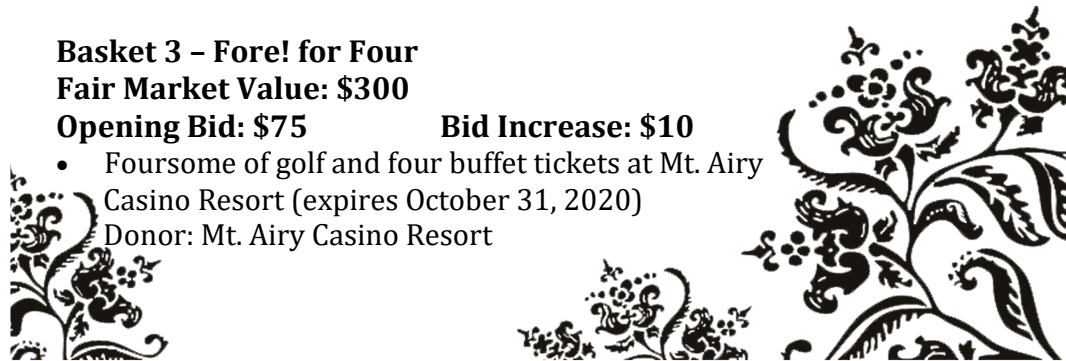 Basket 3 – Fore! for Four
Fair Market Value: $300
Opening Bid: $75 Bid Increase: $10
• Foursome of golf and four buffet tickets at Mt. Airy
Casino Resort (expires October 31, 2020)
Donor: Mt. Airy Casino Resort